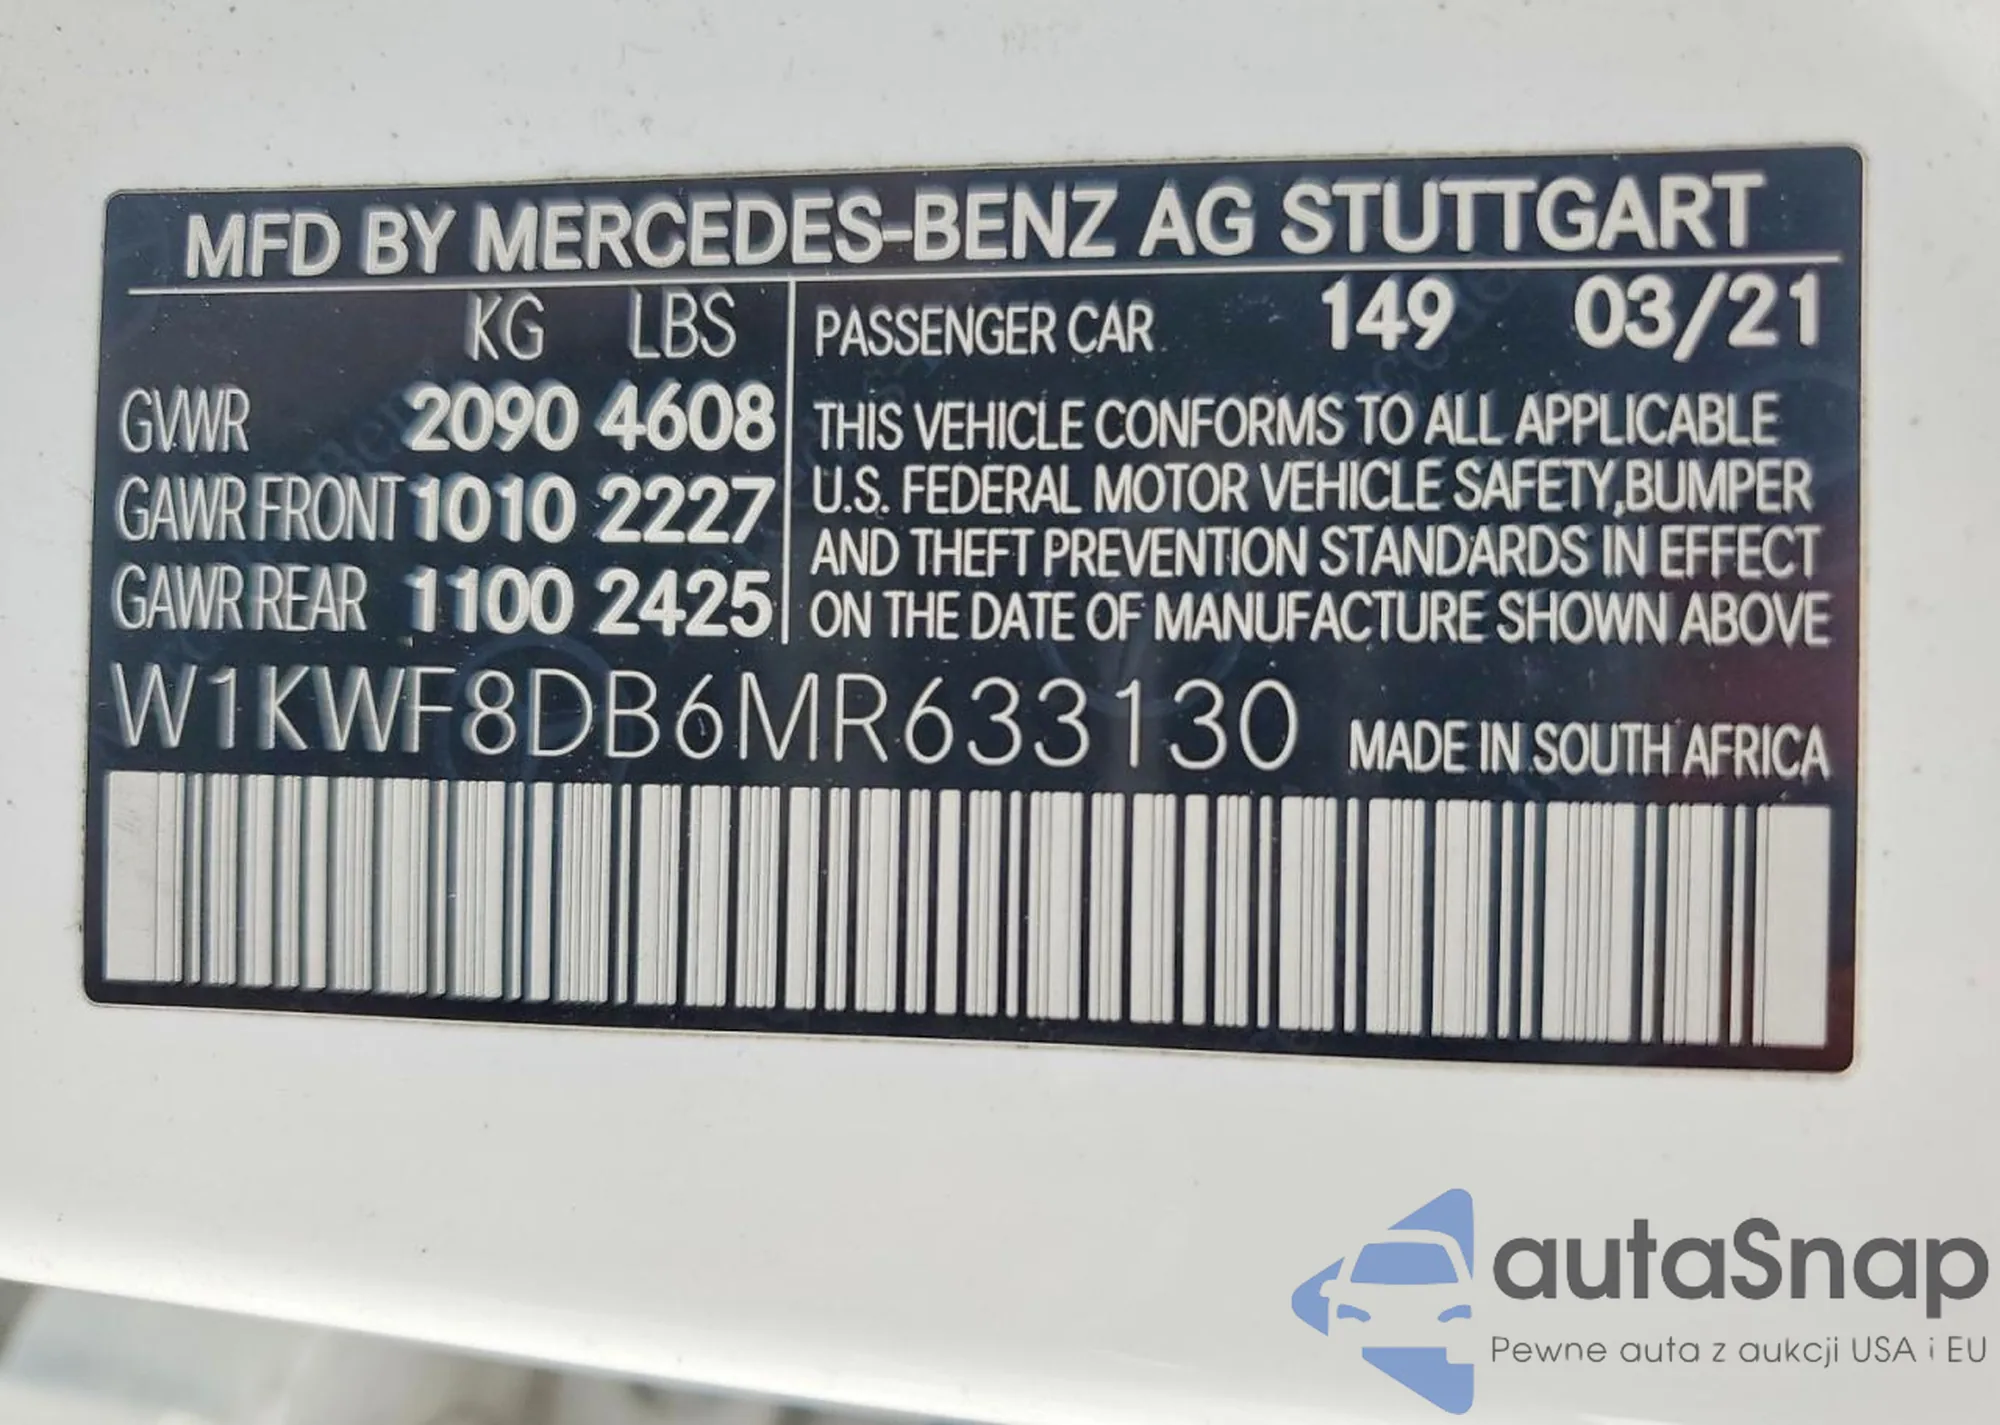 MFD BY MERCEDES-BENZ AG STUTTGART
KG LBS
GVWR 2090 4608
GAWR FRONT 1010 2227
GAWR REAR 1100 2425
PASSENGER CAR 149 03/21
THIS VEHICLE CONFORMS TO ALL APPLICABLE
U.S. FEDERAL MOTOR VEHICLE SAFETY,BUMPER
AND THEFT PREVENTION STANDARDS IN EFFECT
ON THE DATE OF MANUFACTURE SHOWN ABOVE
W1KWF8DB6MR633130
MADE IN SOUTH AFRICA
autaSnap
Pewne auta z aukcji USA i EU